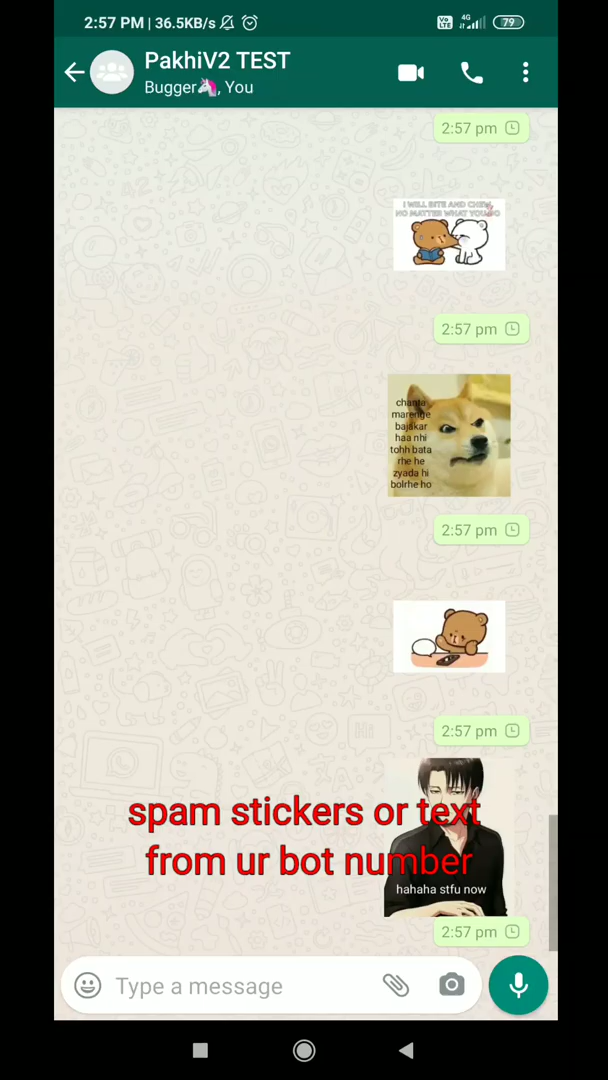 2:57 PM | 36.5KB/s
Vo LTE 4G 79
PakhiV2 TEST
Bugger🦄, You
2:57 pm
I WILL BITE AND CHEW
NO MATTER WHAT YOU DO
2:57 pm
chanta
marenge
bajakar
haa nhi
tohh bata
rhe he
zyada hi
bolrhe ho
2:57 pm
2:57 pm
spam stickers or text
from ur bot number
hahaha stfu now
2:57 pm
Type a message